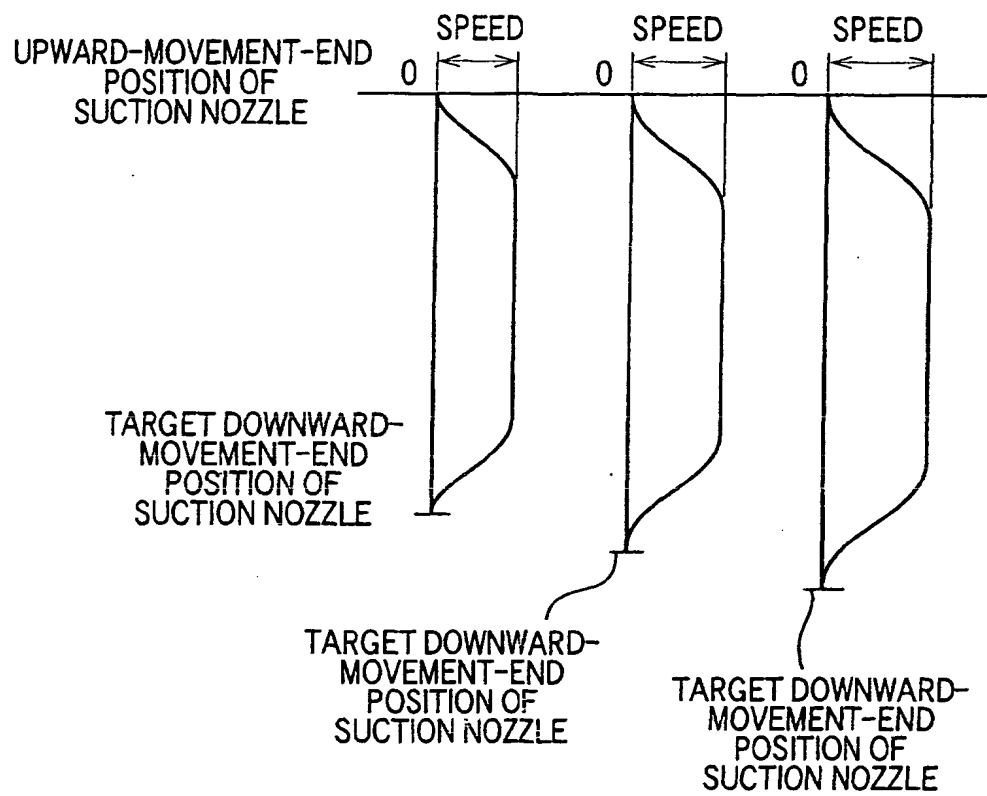 SPEED
SPEED
SPEED
UPWARD-MOVEMENT-END
POSITION OF
SUCTION NOZZLE
0
0
0
TARGET DOWNWARD-
MOVEMENT-END
POSITION OF
SUCTION NOZZLE
TARGET DOWNWARD-
MOVEMENT-END
POSITION OF
SUCTION NOZZLE
TARGET DOWNWARD-
MOVEMENT-END
POSITION OF
SUCTION NOZZLE